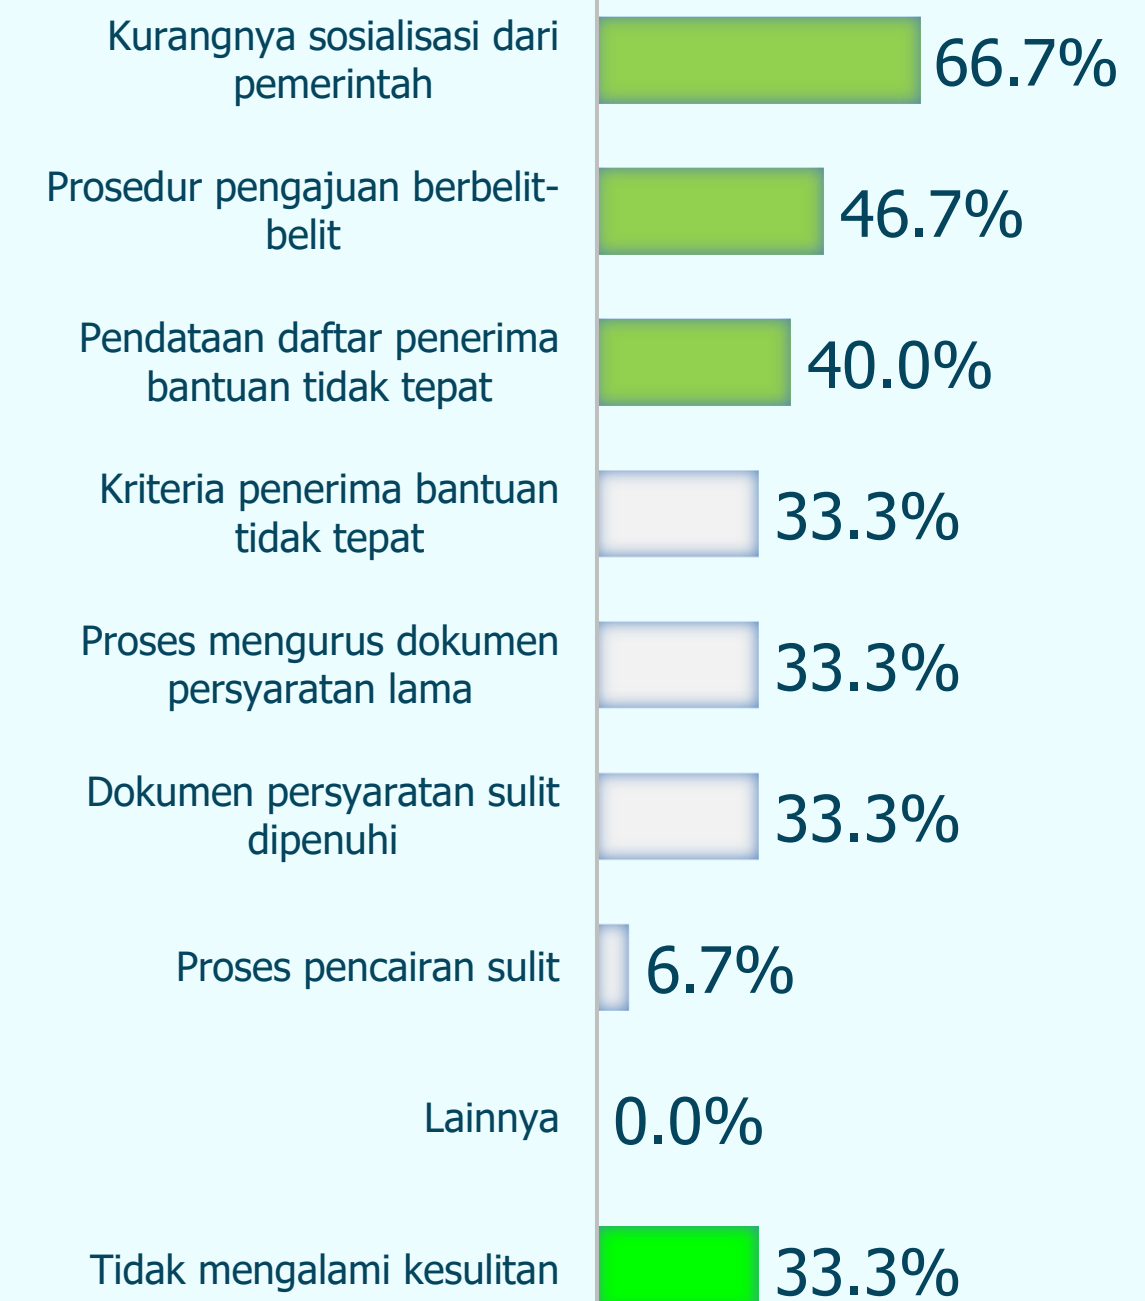 Kurangnya sosialisasi dari
pemerintah
66.7%
Prosedur pengajuan berbelit-
belit
46.7%
Pendataan daftar penerima
bantuan tidak tepat
40.0%
Kriteria penerima bantuan
tidak tepat
33.3%
Proses mengurus dokumen
persyaratan lama
33.3%
Dokumen persyaratan sulit
dipenuhi
33.3%
Proses pencairan sulit
6.7%
Lainnya
0.0%
Tidak mengalami kesulitan
33.3%